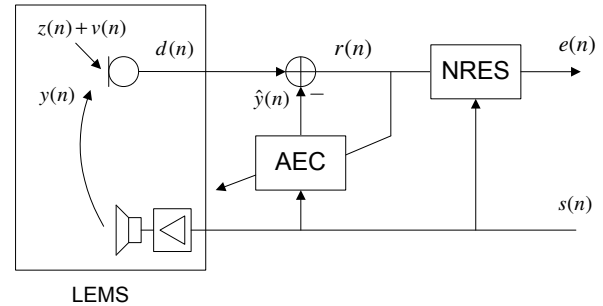 z(n)+v(n)
d(n)
r(n)
e(n)
NRES
y(n)
ŷ(n)
−
AEC
s(n)
LEMS